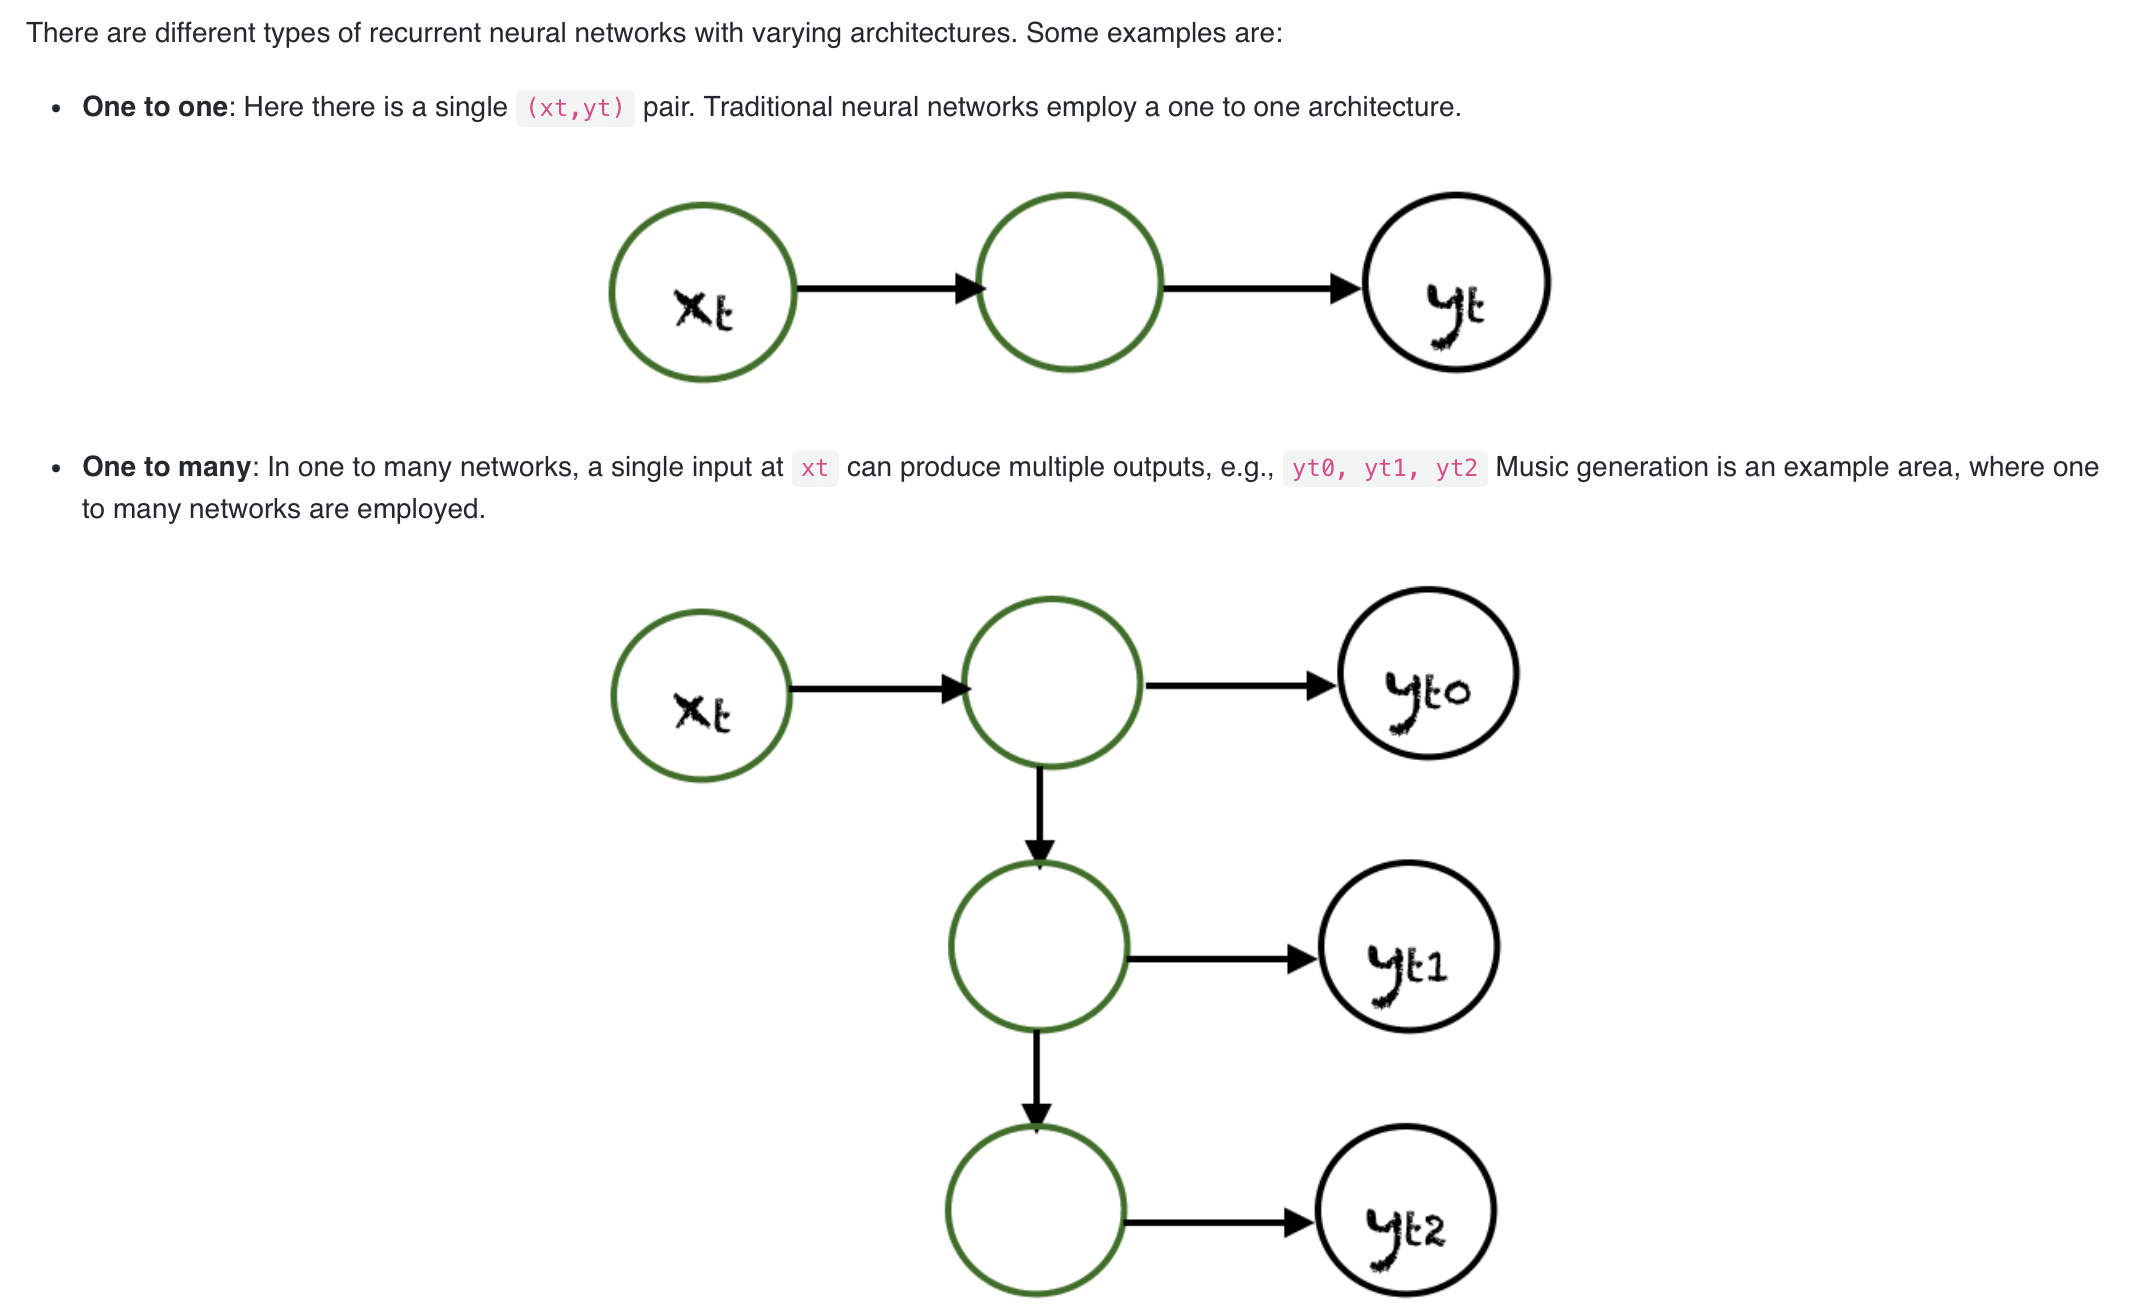 There are different types of recurrent neural networks with varying architectures. Some examples are:
• One to one: Here there is a single (xt,yt) pair. Traditional neural networks employ a one to one architecture.
xt
yt
• One to many: In one to many networks, a single input at xt can produce multiple outputs, e.g., yt0, yt1, yt2 Music generation is an example area, where one
to many networks are employed.
xt
yt0
yt1
yt2